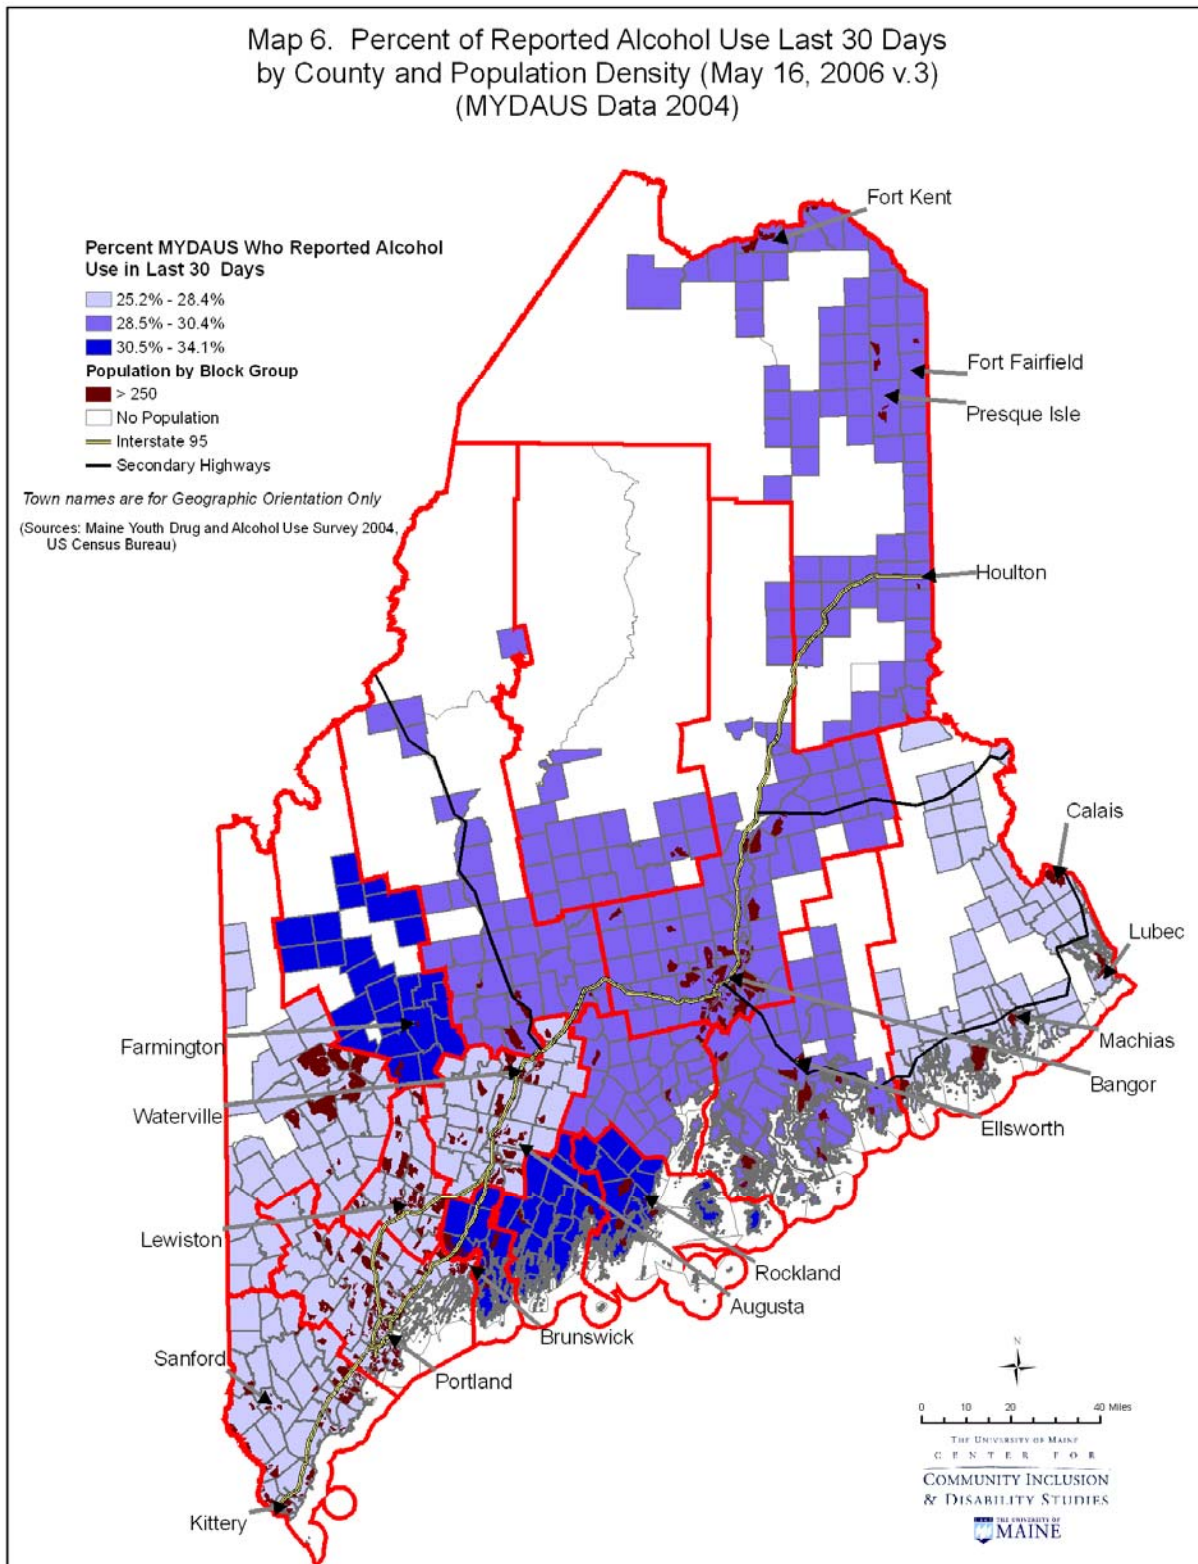 Map 6. Percent of Reported Alcohol Use Last 30 Days
by County and Population Density (May 16, 2006 v.3)
(MYDAUS Data 2004)
Percent MYDAUS Who Reported Alcohol
Use in Last 30 Days
25.2% - 28.4%
28.5% - 30.4%
30.5% - 34.1%
Population by Block Group
> 250
No Population
Interstate 95
Secondary Highways
Town names are for Geographic Orientation Only
(Sources: Maine Youth Drug and Alcohol Use Survey 2004,
US Census Bureau)
Fort Kent
Fort Fairfield
Presque Isle
Houlton
Calais
Lubec
Machias
Bangor
Ellsworth
Farmington
Waterville
Lewiston
Rockland
Augusta
Brunswick
Sanford
Portland
Kittery
N
0 10 20 40 Miles
THE UNIVERSITY OF MAINE
CENTER FOR
COMMUNITY INCLUSION
& DISABILITY STUDIES
THE UNIVERSITY OF
MAINE